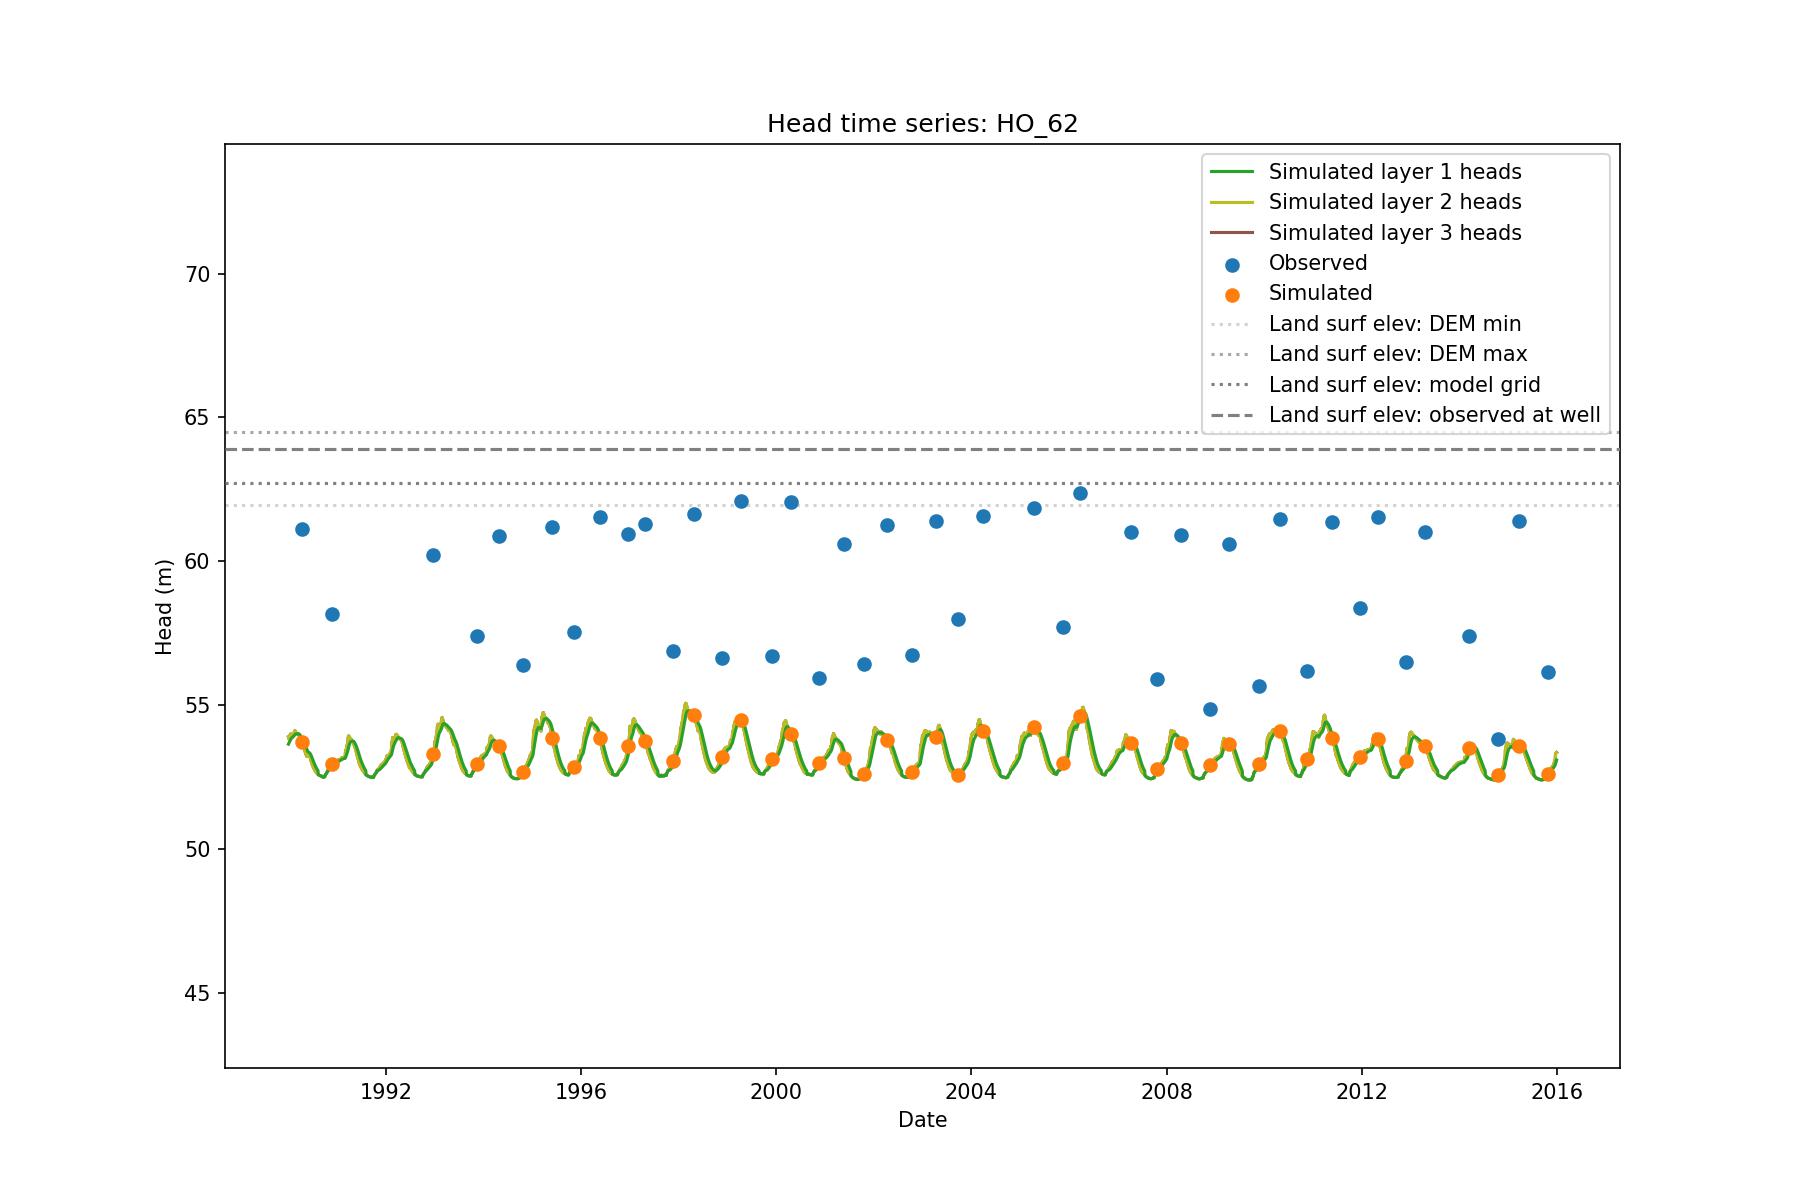 Head time series: HO_62
Simulated layer 1 heads
Simulated layer 2 heads
Simulated layer 3 heads
Observed
Simulated
Land surf elev: DEM min
Land surf elev: DEM max
Land surf elev: model grid
Land surf elev: observed at well
70
65
60
55
50
45
Head (m)
1992 1996 2000 2004 2008 2012 2016
Date